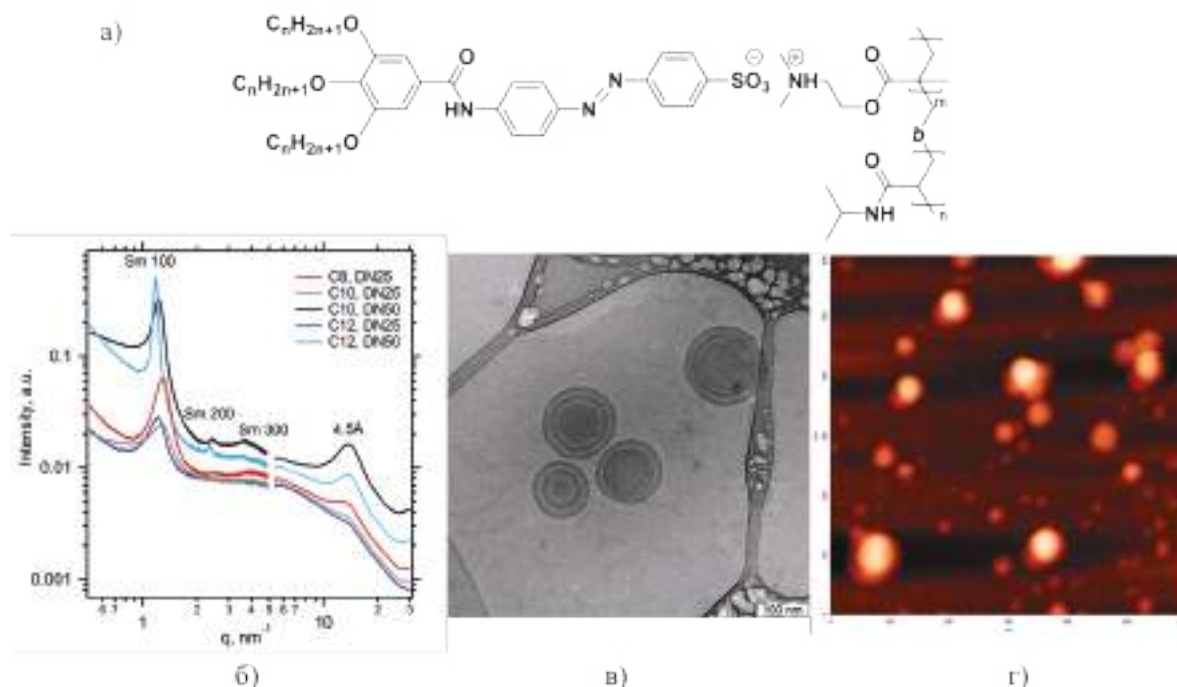 а)
CnH2n+1O
CnH2n+1O
CnH2n+1O
O
HN
N
N
SO3
NH
O
O
m
b
O
NH
n
Sm 100
C8, DN25
C10, DN25
C10, DN50
C12, DN25
C12, DN50
Sm 200
Sm 300
4.5Å
Intensity, a.u.
0.1
0.01
0.001
1
10
q, nm⁻¹
100 nm
б)
в)
г)